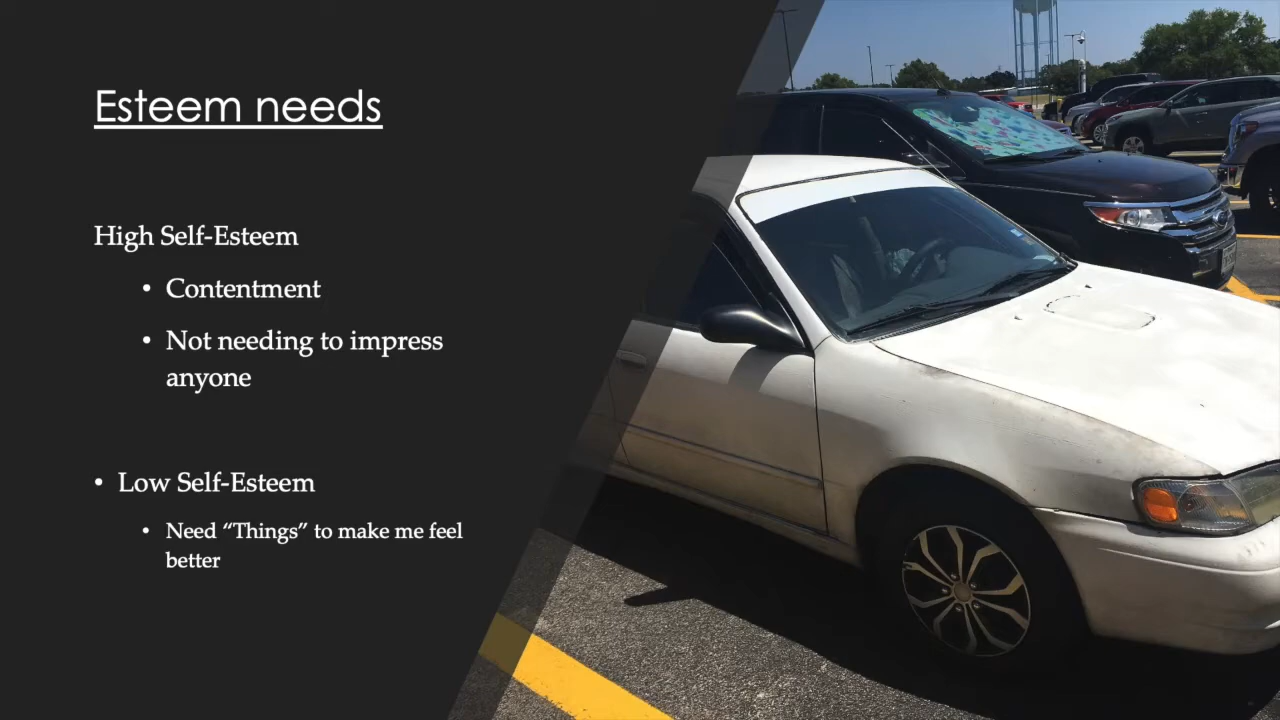 Esteem needs
High Self-Esteem
• Contentment
• Not needing to impress
anyone
• Low Self-Esteem
• Need “Things” to make me feel
better